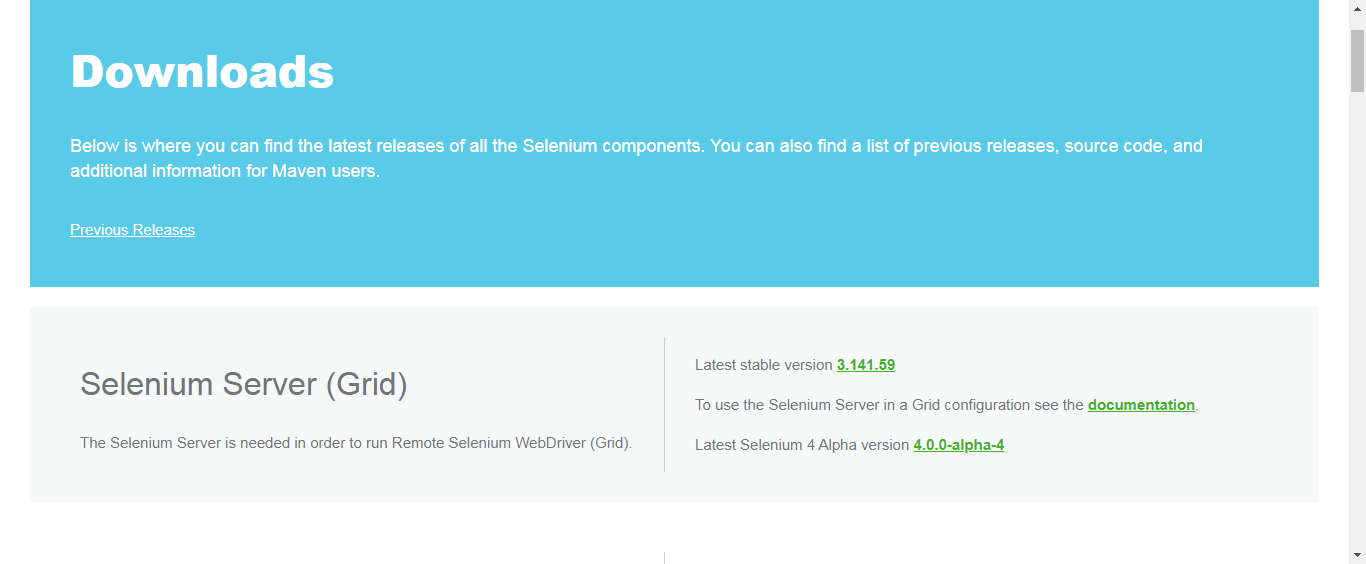 Downloads
Below is where you can find the latest releases of all the Selenium components. You can also find a list of previous releases, source code, and
additional information for Maven users.
Previous Releases
Selenium Server (Grid)
The Selenium Server is needed in order to run Remote Selenium WebDriver (Grid).
Latest stable version 3.141.59
To use the Selenium Server in a Grid configuration see the documentation.
Latest Selenium 4 Alpha version 4.0.0-alpha-4